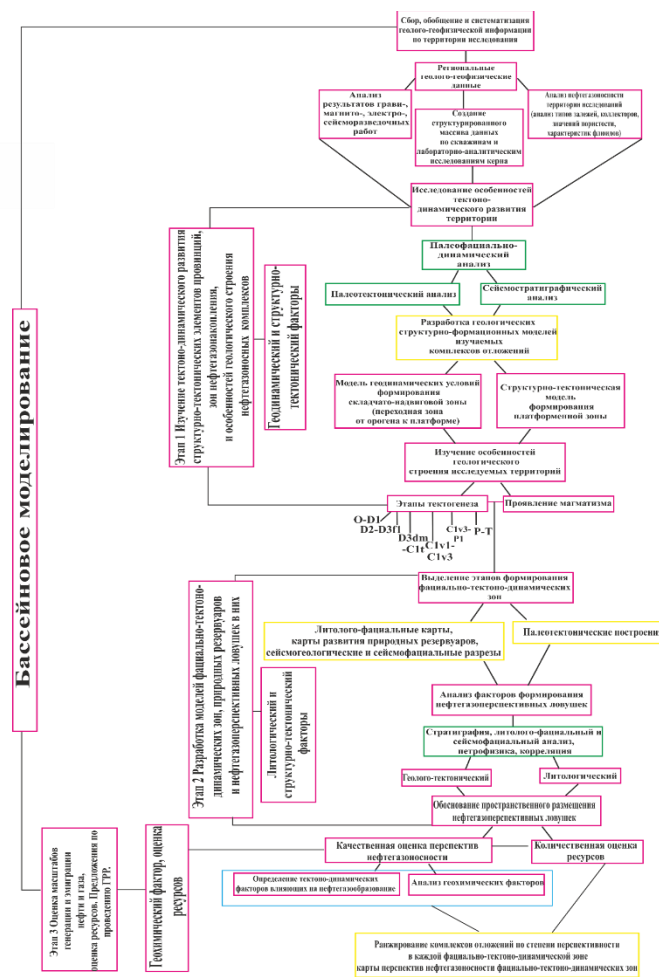 Бассейновое моделирование
Сбор, обобщение и систематизация
геолого-геофизической информации
по территории исследования
Региональные
геолого-геофизические
данные
Анализ
результатов грави-,
магнито-, электро-,
сейсморазведочных
работ
Создание
структурированного
массива данных
по скважинам и
лабораторно-аналитическим
исследованиям керна
Анализ нефтегазоносности
территории исследований
(анализ типов залежей, коллекторов,
значений пористости,
характеристик флюидов)
Исследование особенностей
тектоно-
динамического развития
территории
Этап 1 Изучение тектоно-динамического развития
структурно-тектонических элементов провинций,
зон нефтегазонакопления,
и особенностей геологического строения
нефтегазоносных комплексов
Геодинамический и структурно-
тектонический факторы
Палеофациально-
динамический
анализ
Палеотектонический анализ
Сейсмостратиграфический
анализ
Разработка геологических
структурно-формационных моделей
изучаемых
комплексов отложений
Модель геодинамических условий
формирования
складчато-надвиговой зоны
(переходная зона
от орогена к платформе)
Структурно-тектоническая
модель
формирования
платформенной зоны
Изучение особенностей
геологического
строения исследуемых территорий
Этапы тектогенеза
Проявление магматизма
O-D1
D2-D3f1
D3dm
-C1t
C1v1-
C1v3
C1v3-
P1
P-T
Выделение этапов формирования
фациально-тектоно-динамических
зон
Этап 2 Разработка моделей фациально-тектоно-
динамических зон, природных резервуаров
и нефтегазоперспективных ловушек в них
Литологический и
структурно-тектонический
факторы
Литолого-фациальные карты,
карты развития природных резервуаров,
сейсмогеологические и сейсмофациальные разрезы
Палеотектонические построения
Анализ факторов формирования
нефтегазоперспективных ловушек
Стратиграфия, литолого-фациальный и
сейсмофациальный анализ,
петрофизика, корреляция
Геолого-тектонический
Литологический
Обоснование пространственного размещения
нефтегазоперспективных ловушек
Этап 3 Оценка масштабов
генерации и эмиграции
нефти и газа,
оценка ресурсов. Предложения по
проведению ГРР.
Геохимический фактор, оценка
ресурсов
Качественная оценка перспектив
нефтегазоносности
Количественная оценка
ресурсов
Определение тектоно-динамических
факторов влияющих на нефтегазообразование
Анализ геохимических факторов
Ранжирование комплексов отложений по степени перспективности
в каждой фациально-тектоно-динамической зоне
карты перспектив нефтегазоносности фациально-тектоно-динамических зон